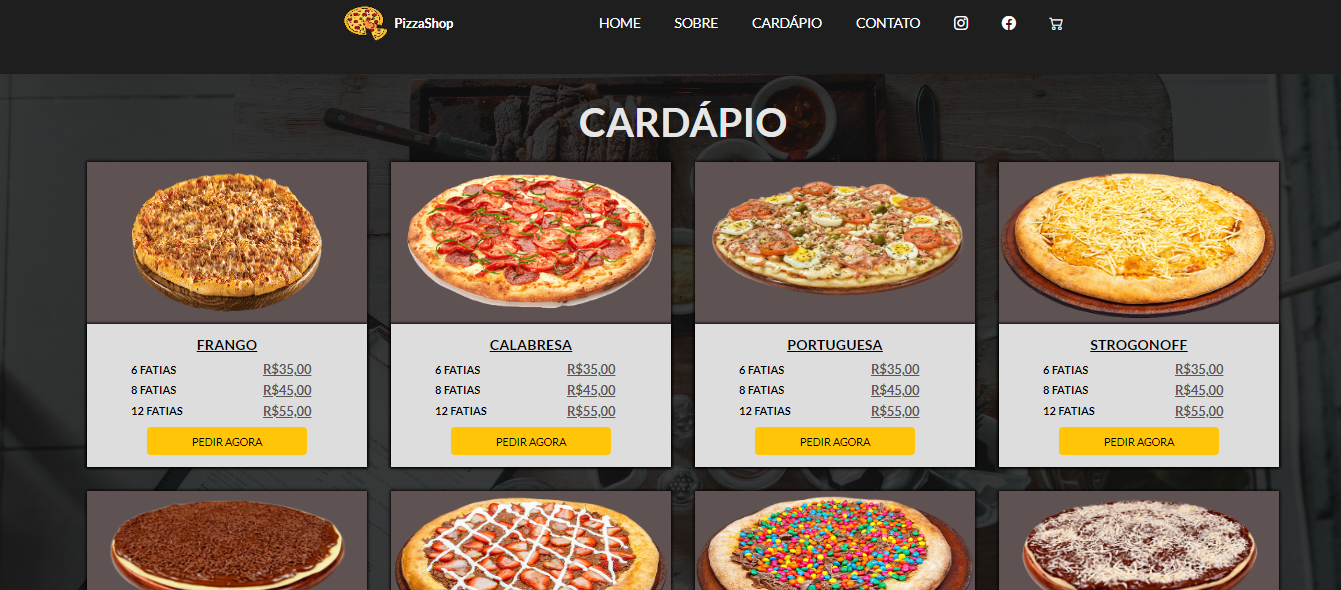 PizzaShop HOME SOBRE CARDÁPIO CONTATO
CARDÁPIO
FRANGO
6 FATIAS R$35,00
8 FATIAS R$45,00
12 FATIAS R$55,00
PEDIR AGORA
CALABRESA
6 FATIAS R$35,00
8 FATIAS R$45,00
12 FATIAS R$55,00
PEDIR AGORA
PORTUGUESA
6 FATIAS R$35,00
8 FATIAS R$45,00
12 FATIAS R$55,00
PEDIR AGORA
STROGONOFF
6 FATIAS R$35,00
8 FATIAS R$45,00
12 FATIAS R$55,00
PEDIR AGORA